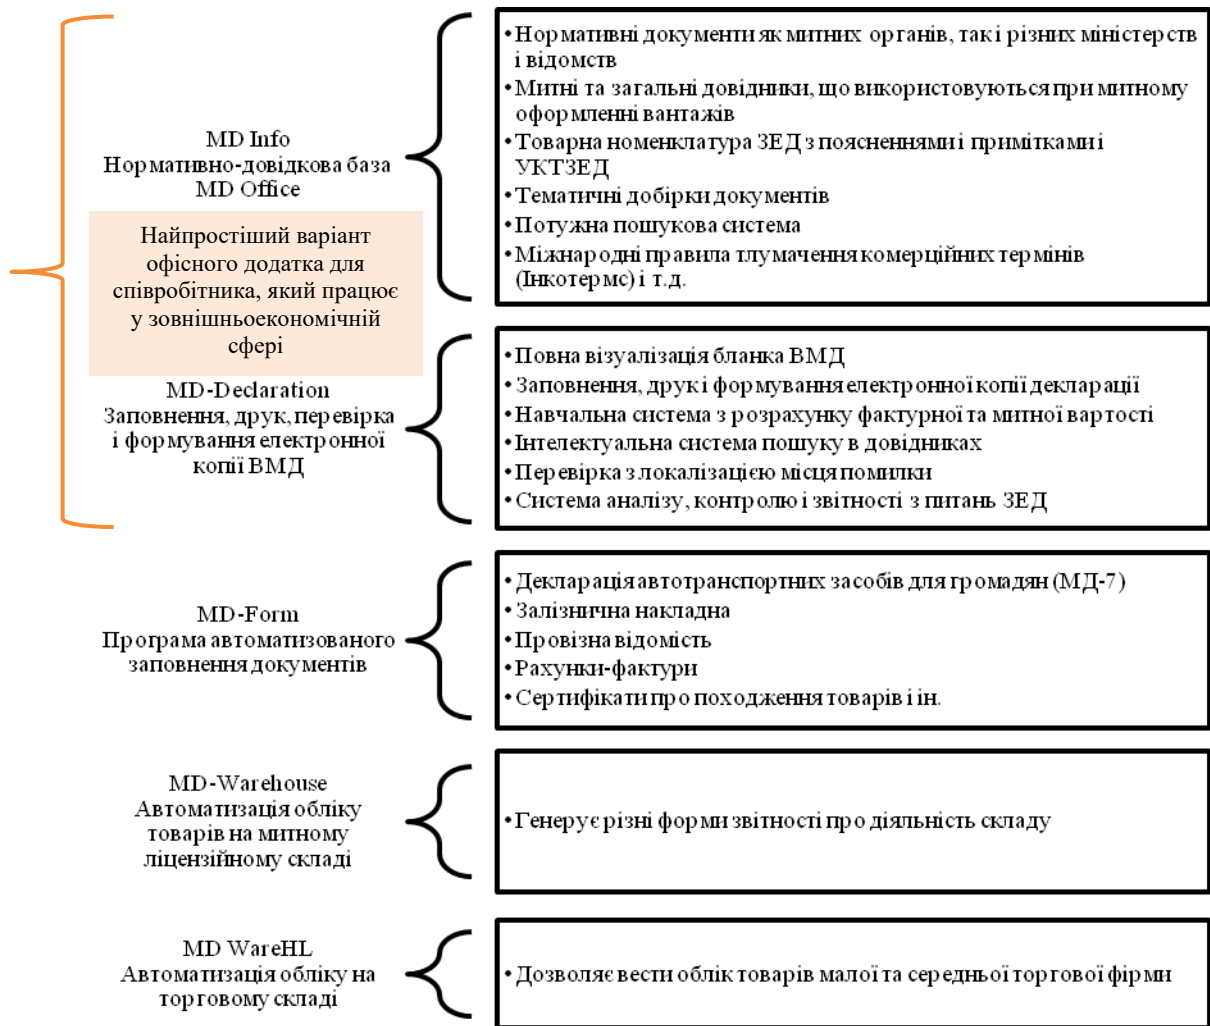 MD Info
Нормативно-довідкова база
MD Office
• Нормативні документи як митних органів, так і різних міністерств
і відомств
• Митні та загальні довідники, що використовуються при митному
оформленні вантажів
• Товарна номенклатура ЗЕД з поясненнями і примітками і
УКТЗЕД
• Тематичні добірки документів
• Потужна пошукова система
• Міжнародні правила тлумачення комерційних термінів
(Інкотермс) і т.д.
Найпростіший варіант
офісного додатка для
співробітника, який працює
у зовнішньоекономічній
сфері
MD-Declaration
Заповнення, друк, перевірка
і формування електронної
копії ВМД
• Повна візуалізація бланка ВМД
• Заповнення, друк і формування електронної копії декларації
• Навчальна система з розрахунку фактурної та митної вартості
• Інтелектуальна система пошуку в довідниках
• Перевірка з локалізацією місця помилки
• Система аналізу, контролю і звітності з питань ЗЕД
MD-Form
Програма автоматизованого
заповнення документів
• Декларація автотранспортних засобів для громадян (МД-7)
• Залізнична накладна
• Провізна відомість
• Рахунки-фактури
• Сертифікати про походження товарів і ін.
MD-Warehouse
Автоматизація обліку
товарів на митному
ліцензійному складі
• Генерує різні форми звітності про діяльність складу
MD WareHL
Автоматизація обліку на
торговому складі
• Дозволяє вести облік товарів малої та середньої торгової фірми